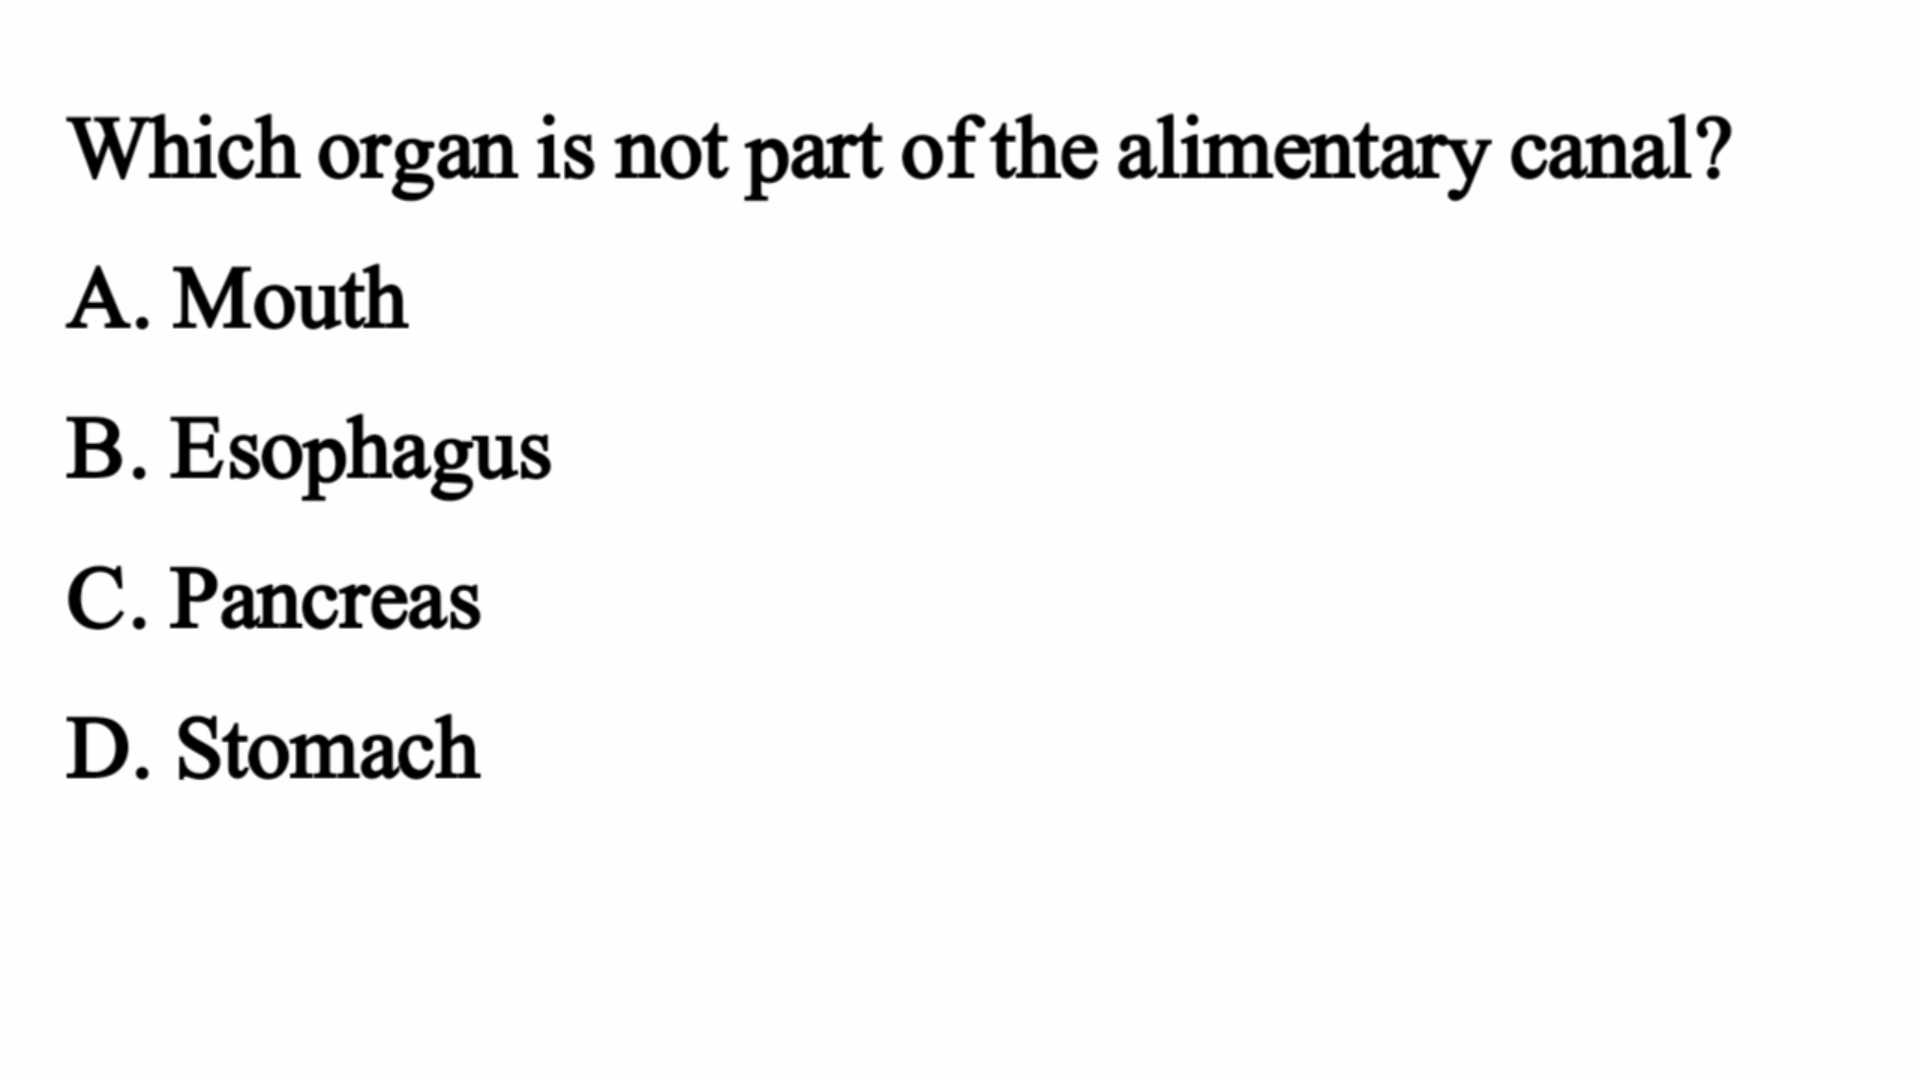 Which organ is not part of the alimentary canal?
A. Mouth
B. Esophagus
C. Pancreas
D. Stomach